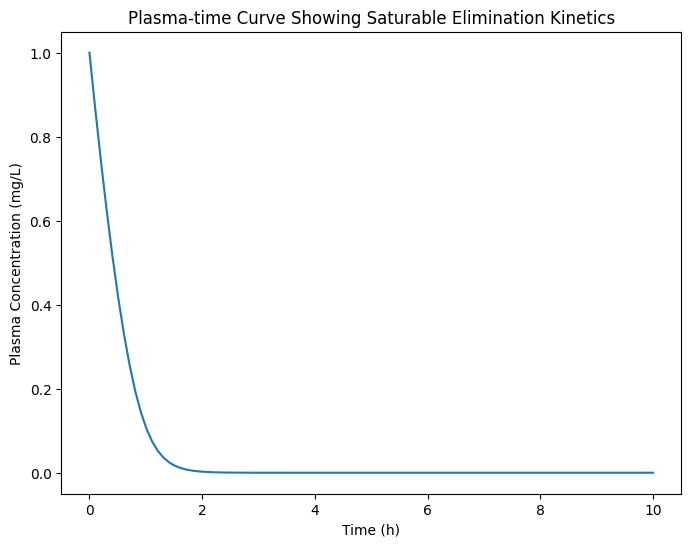 Plasma-time Curve Showing Saturable Elimination Kinetics
1.0
0.8
0.6
0.4
0.2
0.0
Plasma Concentration (mg/L)
0 2 4 6 8 10
Time (h)